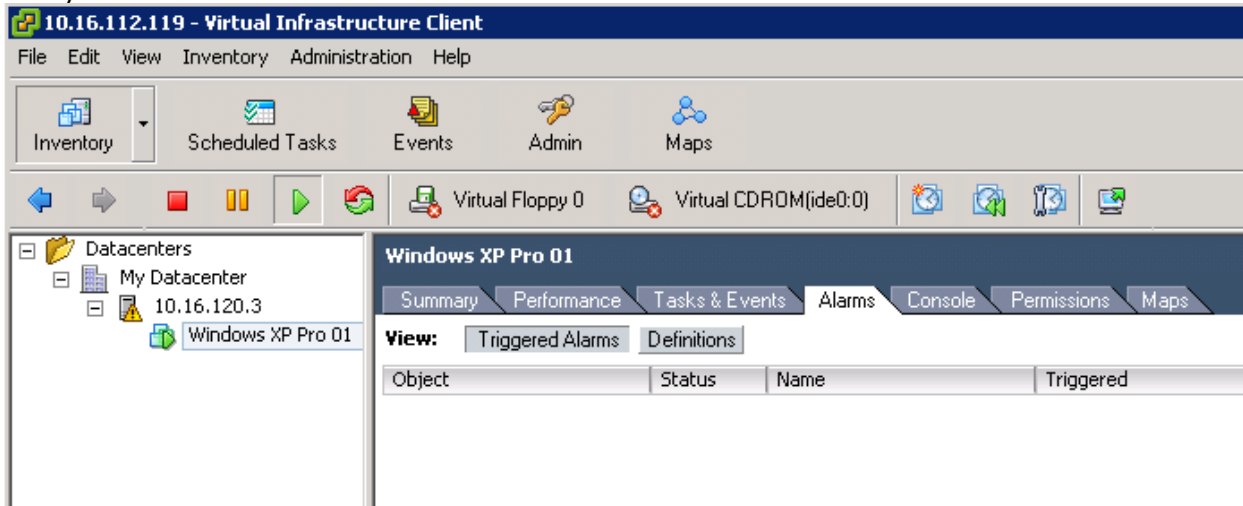 10.16.112.119 - Virtual Infrastructure Client
File Edit View Inventory Administration Help
Inventory Scheduled Tasks Events Admin Maps
Virtual Floppy 0 Virtual CDROM(ide0:0)
Datacenters
My Datacenter
10.16.120.3
Windows XP Pro 01
Windows XP Pro 01
Summary Performance Tasks & Events Alarms Console Permissions Maps
View: Triggered Alarms Definitions
Object Status Name Triggered